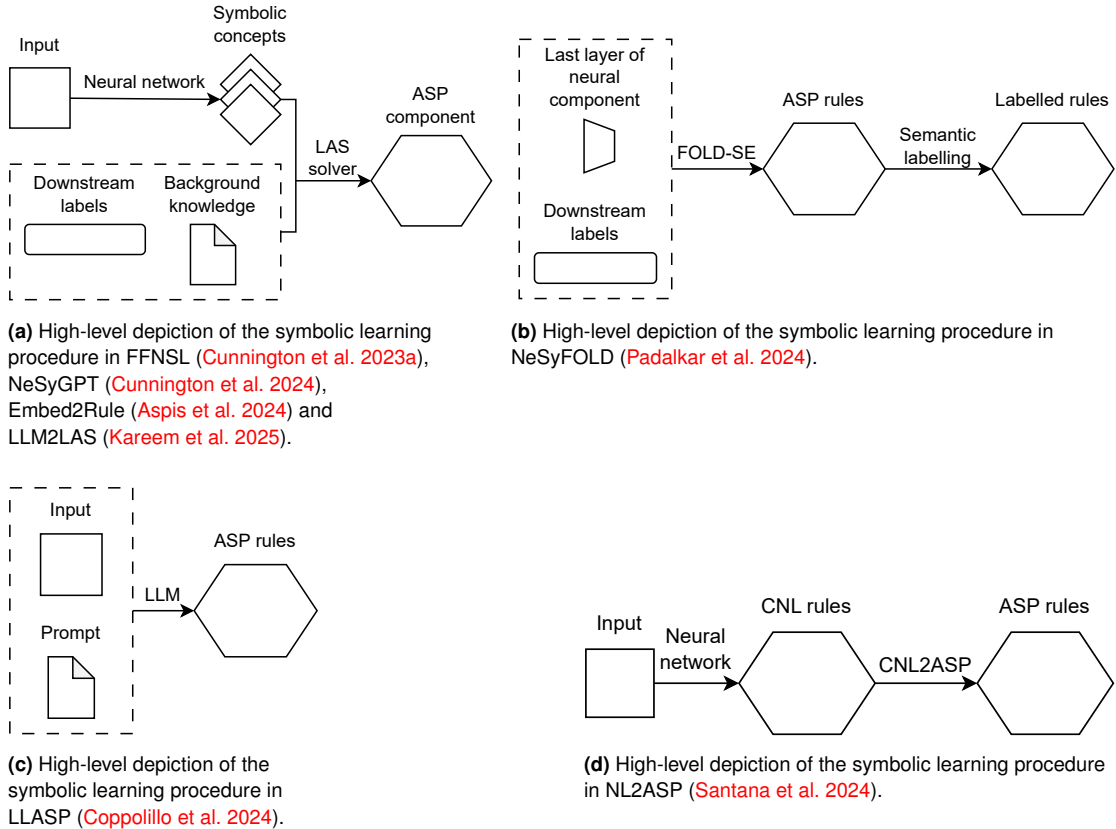 Input
Symbolic
concepts
Neural network
ASP
component
LAS
solver
Downstream
labels
Background
knowledge
(a) High-level depiction of the symbolic learning
procedure in FFNSL (Cunnington et al. 2023a),
NeSyGPT (Cunnington et al. 2024),
Embed2Rule (Aspis et al. 2024) and
LLM2LAS (Kareem et al. 2025).
Last layer of
neural
component
Downstream
labels
FOLD-SE
ASP rules
Semantic
labelling
Labelled rules
(b) High-level depiction of the symbolic learning procedure in
NeSyFOLD (Padalkar et al. 2024).
Input
Prompt
LLM
ASP rules
(c) High-level depiction of the
symbolic learning procedure in
LLASP (Coppolillo et al. 2024).
Input
Neural
network
CNL rules
CNL2ASP
ASP rules
(d) High-level depiction of the symbolic learning procedure
in NL2ASP (Santana et al. 2024).